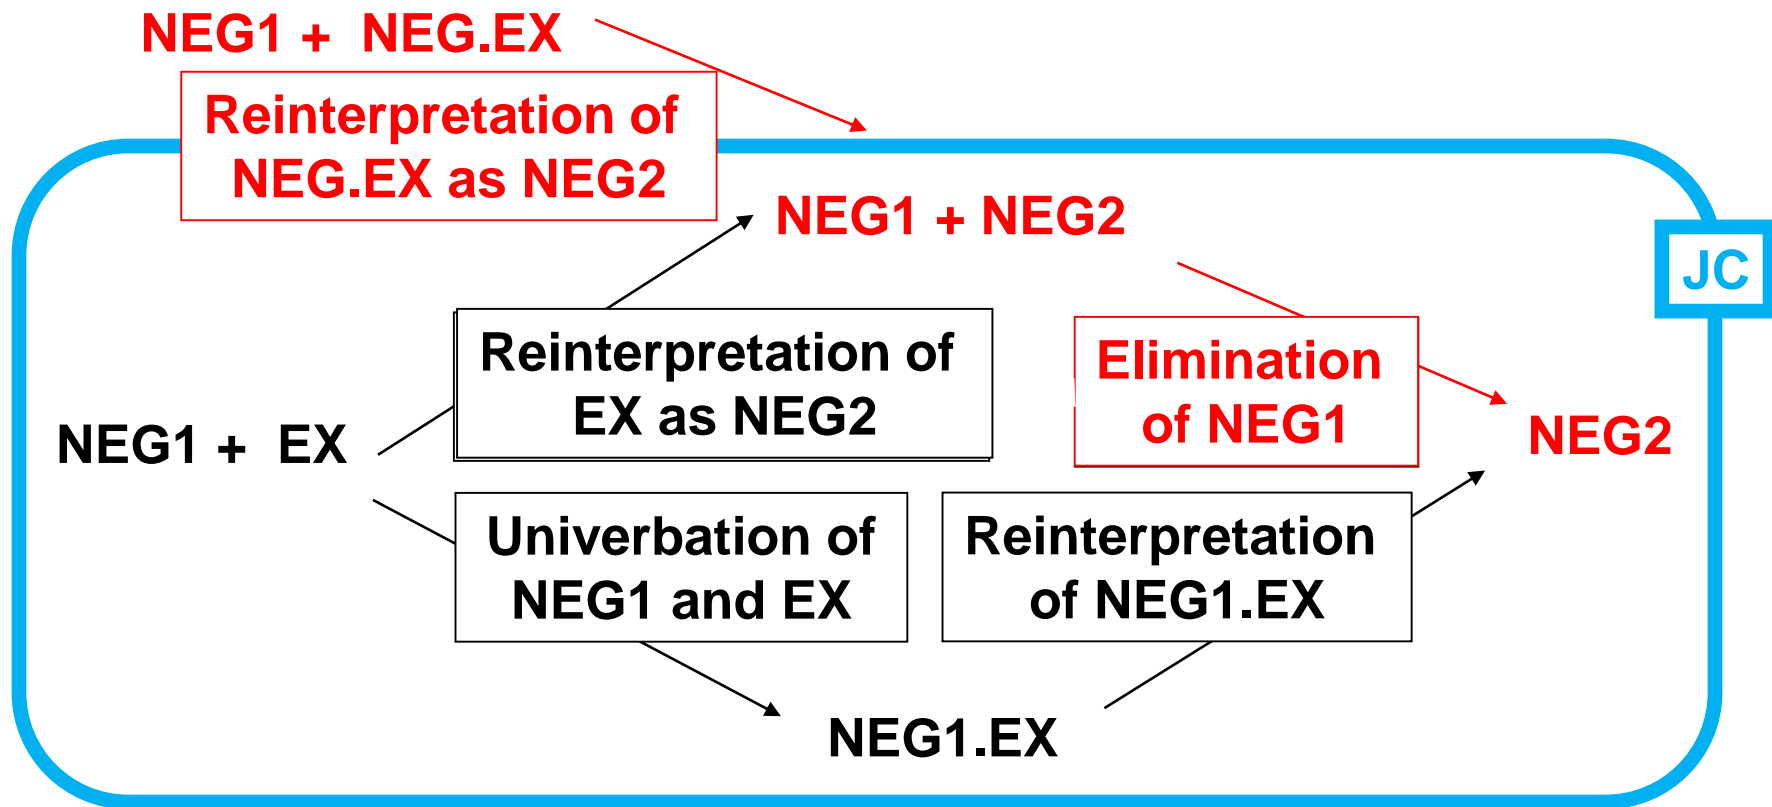 NEG1 + NEG.EX
Reinterpretation of
NEG.EX as NEG2
NEG1 + NEG2
JC
Reinterpretation of
EX as NEG2
Elimination
of NEG1
NEG1 + EX
NEG2
Univerbation of
NEG1 and EX
Reinterpretation
of NEG1.EX
NEG1.EX